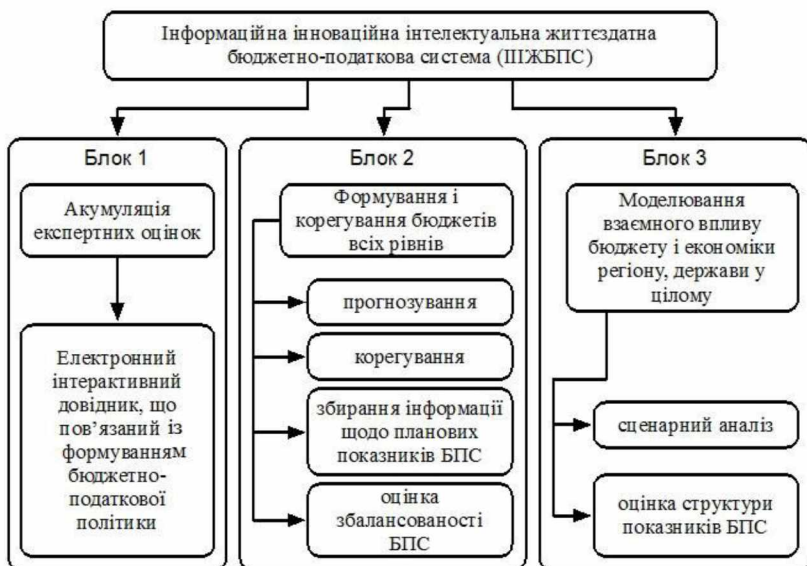 Інформаційна інноваційна інтелектуальна життєздатна
бюджетно-податкова система (ІІІЖБПС)
Блок 1
Акумуляція
експертних оцінок
Електронний
інтерактивний
довідник, що
пов’язаний із
формуванням
бюджетно-
податкової
політики
Блок 2
Формування і
корегування бюджетів
всіх рівнів
прогнозування
корегування
збирання інформації
щодо планових
показників БПС
оцінка
збалансованості
БПС
Блок 3
Моделювання
взаємного впливу
бюджету і економіки
регіону, держави у
цілому
сценарний аналіз
оцінка структури
показників БПС